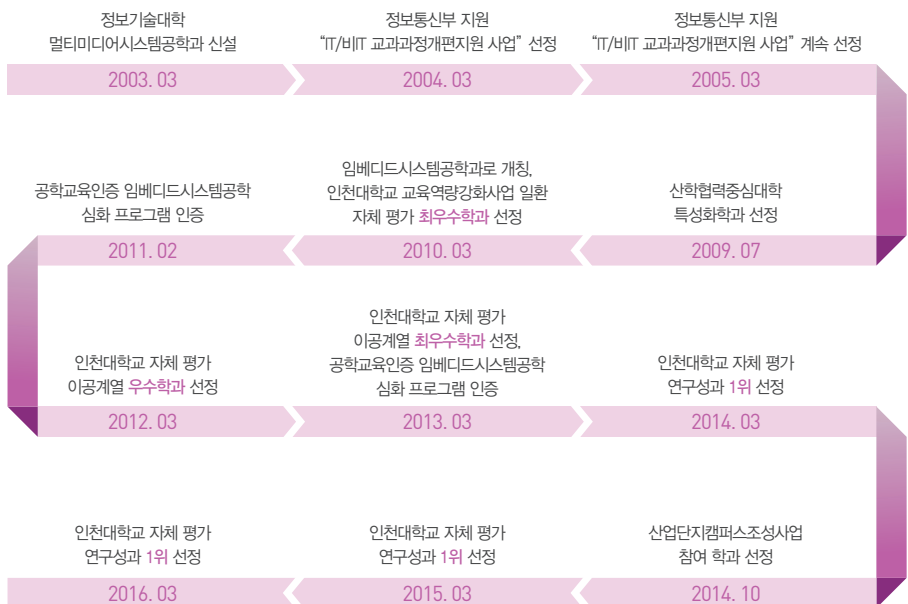 정보기술대학
멀티미디어시스템공학과 신설
2003. 03
정보통신부 지원
“IT/비IT 교과과정개편지원 사업” 선정
2004. 03
정보통신부 지원
“IT/비IT 교과과정개편지원 사업” 계속 선정
2005. 03
산학협력중심대학
특성화학과 선정
2009. 07
임베디드시스템공학과로 개칭,
인천대학교 교육역량강화사업 일환
자체 평가 최우수학과 선정
2010. 03
공학교육인증 임베디드시스템공학
심화 프로그램 인증
2011. 02
인천대학교 자체 평가
이공계열 우수학과 선정
2012. 03
인천대학교 자체 평가
이공계열 최우수학과 선정,
공학교육인증 임베디드시스템공학
심화 프로그램 인증
2013. 03
인천대학교 자체 평가
연구성과 1위 선정
2014. 03
산업단지캠퍼스조성사업
참여 학과 선정
2014. 10
인천대학교 자체 평가
연구성과 1위 선정
2015. 03
인천대학교 자체 평가
연구성과 1위 선정
2016. 03